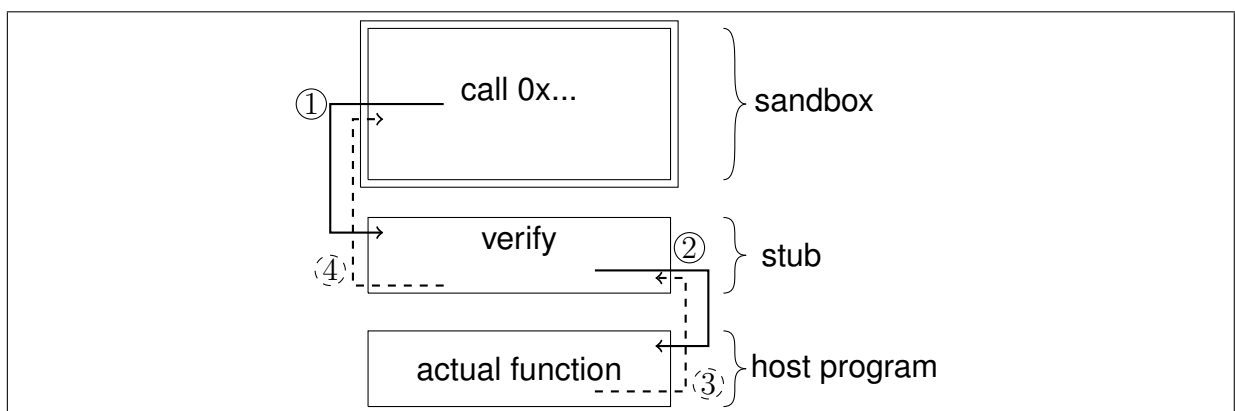 call 0x...
①
sandbox
verify
②
stub
④
actual function
host program
③